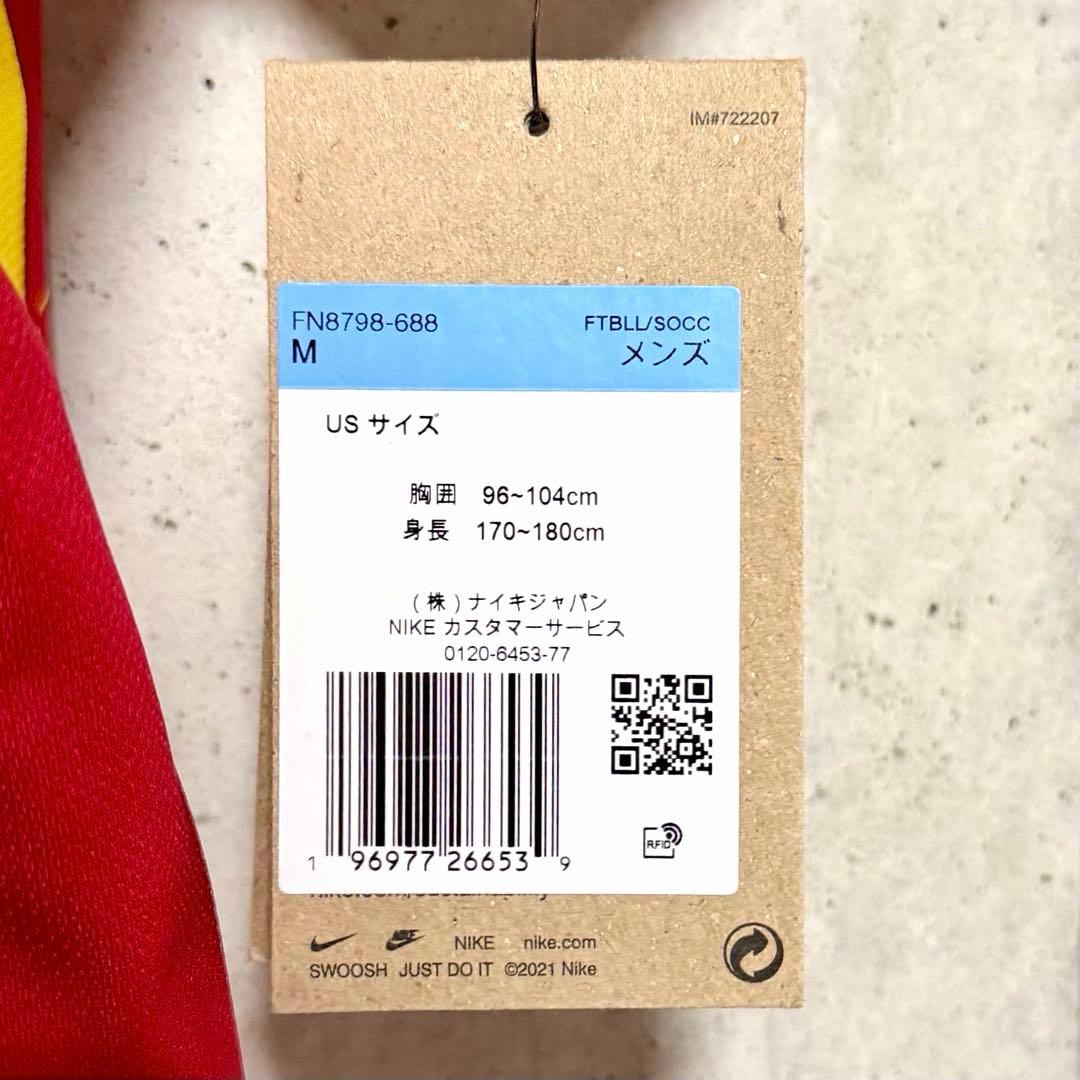 IM#722207
FN8798-688
FTBLL/SOCC
M
メンズ
US サイズ
胸囲 96~104cm
身長 170~180cm
(株)ナイキジャパン
NIKE カスタマーサービス
0120-6453-77
RFID
1 96977 26653 9
NIKE nike.com
SWOOSH JUST DO IT ©2021 Nike